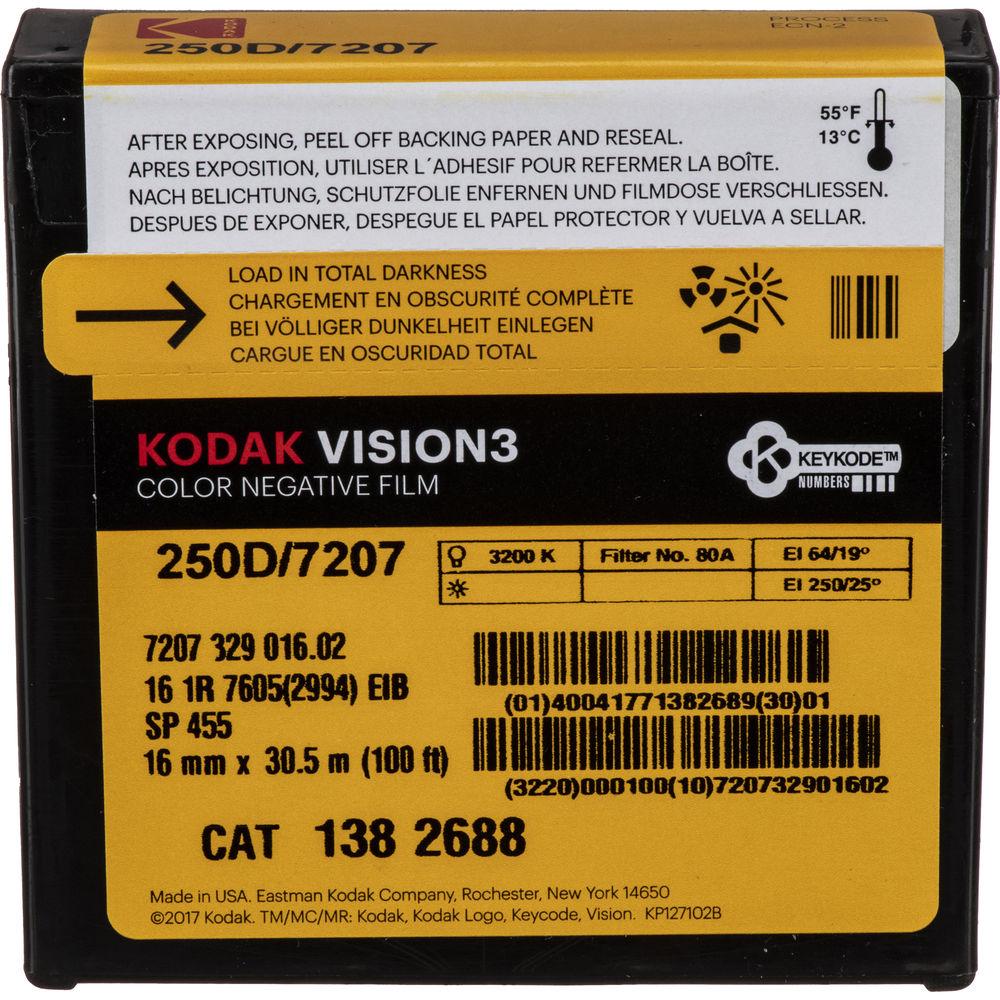 KODAK
250D/7207
PROCESS
ECN-2
AFTER EXPOSING, PEEL OFF BACKING PAPER AND RESEAL.
APRES EXPOSITION, UTILISER L´ADHESIF POUR REFERMER LA BOÎTE.
NACH BELICHTUNG, SCHUTZFOLIE ENFERNEN UND FILMDOSE VERSCHLIESSEN.
DESPUES DE EXPONER, DESPEGUE EL PAPEL PROTECTOR Y VUELVA A SELLAR.
55°F
13°C
LOAD IN TOTAL DARKNESS
CHARGEMENT EN OBSCURITÉ COMPLÈTE
BEI VÖLLIGER DUNKELHEIT EINLEGEN
CARGUE EN OSCURIDAD TOTAL
KODAK VISION3
COLOR NEGATIVE FILM
K KEYKODE™
NUMBERS
250D/7207
3200 K Filter No. 80A EI 64/19º
EI 250/25º
7207 329 016.02
16 1R 7605(2994) EIB
SP 455
16 mm x 30.5 m (100 ft)
(01)40041771382689(30)01
(3220)000100(10)720732901602
CAT 138 2688
Made in USA. Eastman Kodak Company, Rochester, New York 14650
©2017 Kodak. TM/MC/MR: Kodak, Kodak Logo, Keycode, Vision. KP127102B